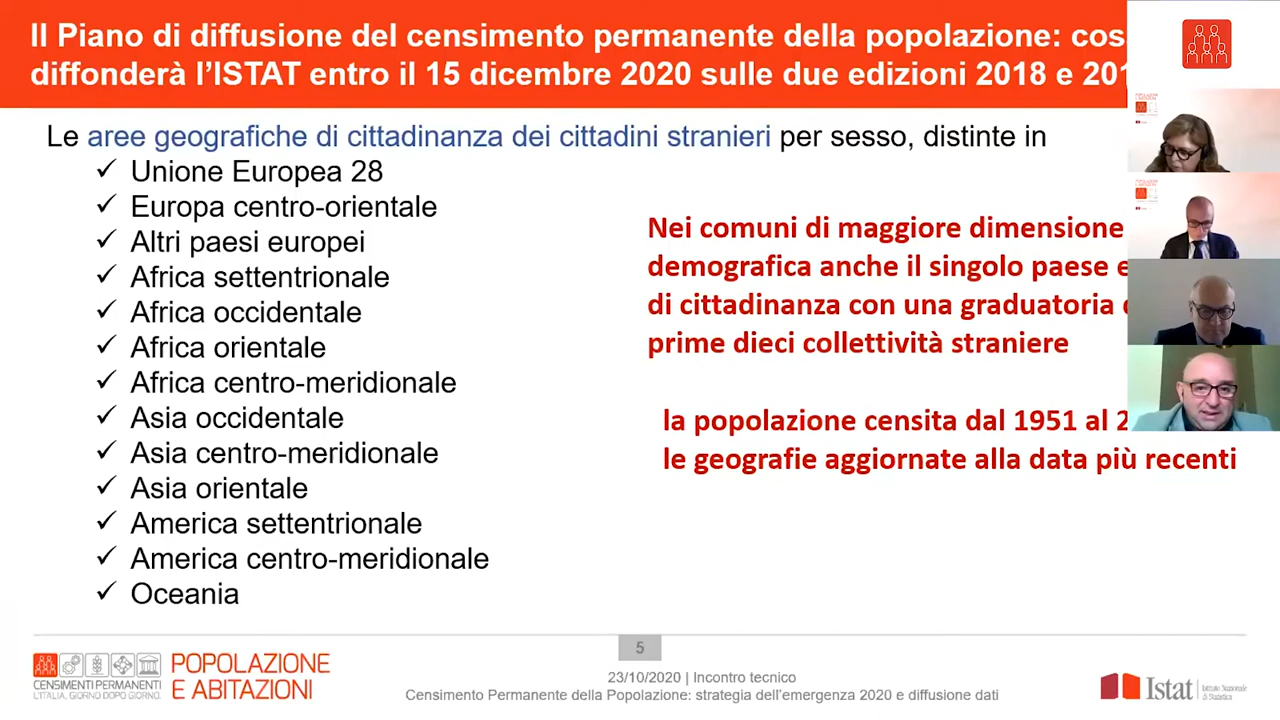 Il Piano di diffusione del censimento permanente della popolazione:
diffonderà l'ISTAT entro il 15 dicembre 2020 sulle due edizioni 2018 e
Le aree geografiche di cittadinanza dei cittadini stranieri per sesso, distinte in
✓ Unione Europea 28
✓ Europa centro-orientale
✓ Altri paesi europei
✓ Africa settentrionale
✓ Africa occidentale
✓ Africa orientale
✓ Africa centro-meridionale
✓ Asia occidentale
✓ Asia centro-meridionale
✓ Asia orientale
✓ America settentrionale
✓ America centro-meridionale
✓ Oceania
Nei comuni di maggiore dimensione
demografica anche il singolo paese
di cittadinanza con una graduatoria
prime dieci collettività straniere
la popolazione censita dal 1951 al
le geografie aggiornate alla data più recenti
5
CENSIMENTI PERMANENTI
L'ITALIA, GIORNO DOPO GIORNO.
POPOLAZIONE
E ABITAZIONI
23/10/2020 | Incontro tecnico
Censimento Permanente della Popolazione: strategia dell'emergenza 2020 e diffusione dati
Istat
Istituto Nazionale
di Statistica